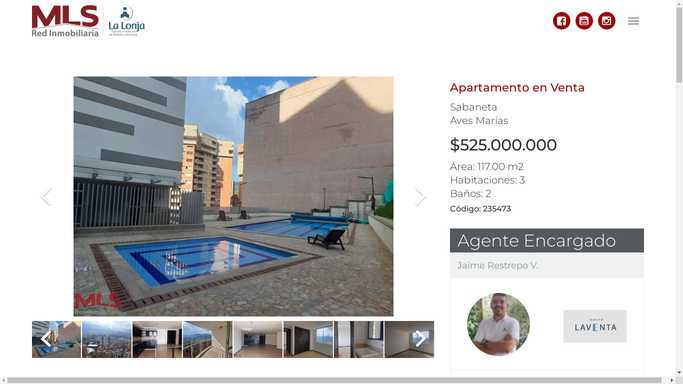 MLS
Red Inmobiliaria
La Lonja
Apartamento en Venta
Sabaneta
Aves Marías
$525.000.000
Área: 117.00 m2
Habitaciones: 3
Baños: 2
Código: 235473
Agente Encargado
Jaime Restrepo V.
MLS
LAVENTA